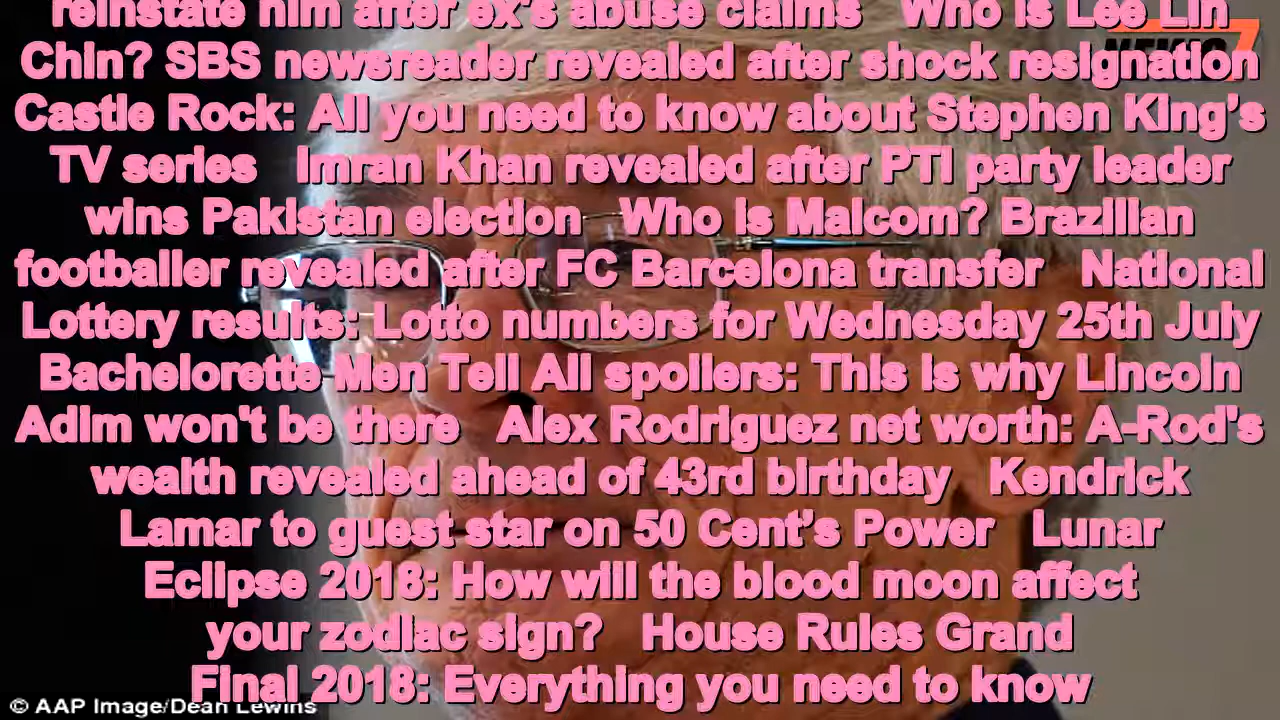 reinstate him after ex's abuse claims   Who is Lee Lin
Chin? SBS newsreader revealed after shock resignation
Castle Rock: All you need to know about Stephen King’s
TV series   Imran Khan revealed after PTI party leader
wins Pakistan election   Who is Malcom? Brazilian
footballer revealed after FC Barcelona transfer   National
Lottery results: Lotto numbers for Wednesday 25th July
Bachelorette Men Tell All spoilers: This is why Lincoln
Adim won't be there   Alex Rodriguez net worth: A-Rod's
wealth revealed ahead of 43rd birthday   Kendrick
Lamar to guest star on 50 Cent’s Power   Lunar
Eclipse 2018: How will the blood moon affect
your zodiac sign?   House Rules Grand
Final 2018: Everything you need to know
© AAP Image/Dean Lewins